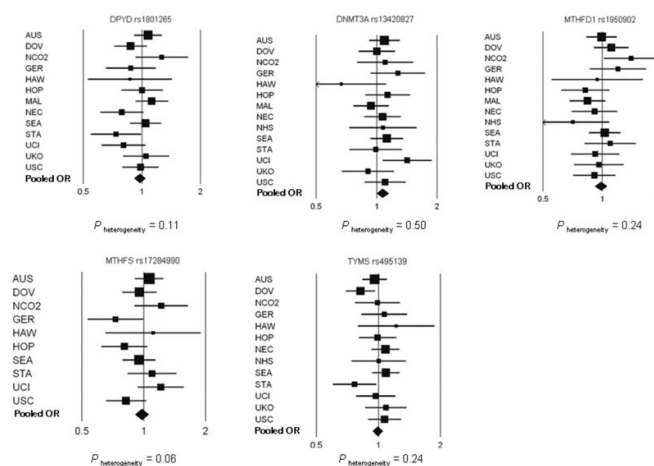 DPYD rs1801265
AUS
DOV
NCO2
GER
HAW
HOP
MAL
NEC
SEA
STA
UCI
UKO
USC
Pooled OR
0.5 1 2
P heterogeneity = 0.11
DNMT3A rs13420827
AUS
DOV
NCO2
GER
HAW
HOP
MAL
NEC
NHS
SEA
STA
UCI
UKO
USC
Pooled OR
0.5 1 2
P heterogeneity = 0.50
MTHFD1 rs1950902
AUS
DOV
NCO2
GER
HAW
HOP
MAL
NEC
NHS
SEA
STA
UCI
UKO
USC
Pooled OR
0.5 1 2
P heterogeneity = 0.24
MTHFS rs17284990
AUS
DOV
NCO2
GER
HAW
HOP
SEA
STA
UCI
USC
Pooled OR
0.5 1 2
P heterogeneity = 0.06
TYMS rs495139
AUS
DOV
NCO2
GER
HAW
HOP
NEC
NHS
SEA
STA
UCI
UKO
USC
Pooled OR
0.5 1 2
P heterogeneity = 0.24